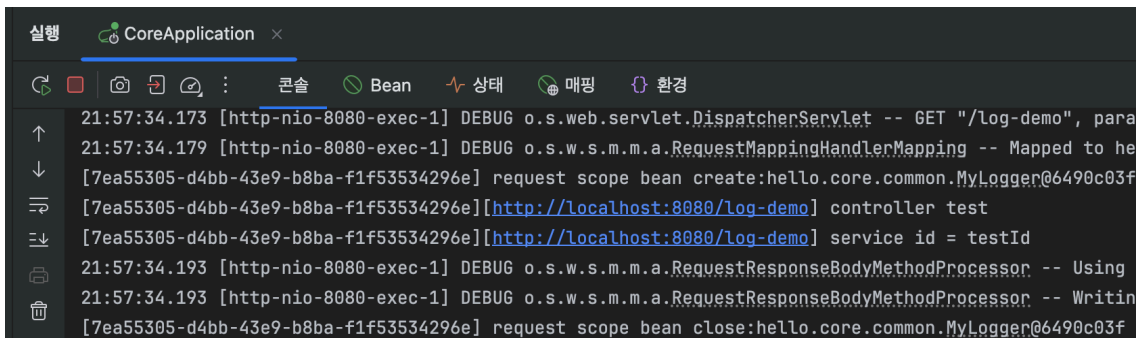 실행 CoreApplication
콘솔 Bean 상태 매핑 {} 환경
21:57:34.173 [http-nio-8080-exec-1] DEBUG o.s.web.servlet.DispatcherServlet -- GET "/log-demo", para
21:57:34.179 [http-nio-8080-exec-1] DEBUG o.s.w.s.m.m.a.RequestMappingHandlerMapping -- Mapped to he
[7ea55305-d4bb-43e9-b8ba-f1f53534296e] request scope bean create:hello.core.common.MyLogger@6490c03f
[7ea55305-d4bb-43e9-b8ba-f1f53534296e][http://localhost:8080/log-demo] controller test
[7ea55305-d4bb-43e9-b8ba-f1f53534296e][http://localhost:8080/log-demo] service id = testId
21:57:34.193 [http-nio-8080-exec-1] DEBUG o.s.w.s.m.m.a.RequestResponseBodyMethodProcessor -- Using
21:57:34.193 [http-nio-8080-exec-1] DEBUG o.s.w.s.m.m.a.RequestResponseBodyMethodProcessor -- Writin
[7ea55305-d4bb-43e9-b8ba-f1f53534296e] request scope bean close:hello.core.common.MyLogger@6490c03f